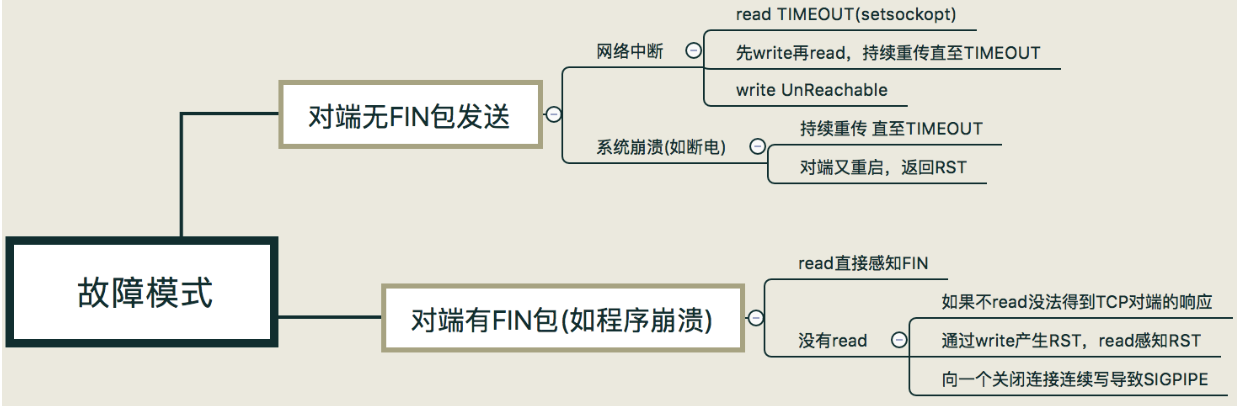 故障模式
对端无FIN包发送
网络中断
read TIMEOUT(setsockopt)
先write再read，持续重传直至TIMEOUT
write UnReachable
系统崩溃(如断电)
持续重传 直至TIMEOUT
对端又重启，返回RST
对端有FIN包(如程序崩溃)
read直接感知FIN
没有read
如果不read没法得到TCP对端的响应
通过write产生RST，read感知RST
向一个关闭连接连续写导致SIGPIPE